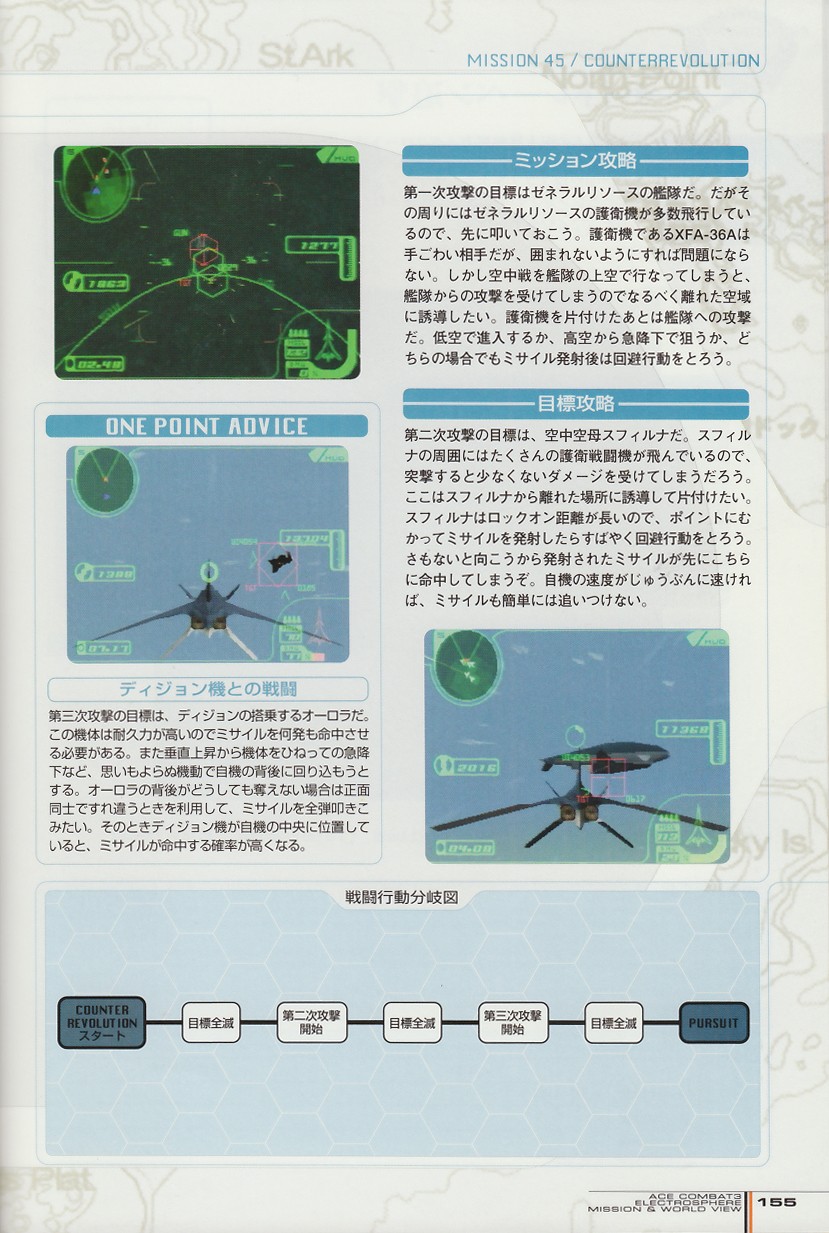 St.Ark
MISSION 45 / COUNTERREVOLUTION
North Point
ミッション攻略
第一次攻撃の目標はゼネラルリソースの艦隊だ。だがそ
の周りにはゼネラルリソースの護衛機が多数飛行してい
るので、先に叩いておこう。護衛機であるXFA-36Aは
手ごわい相手だが、囲まれないようにすれば問題になら
ない。しかし空中戦を艦隊の上空で行なってしまうと、
艦隊からの攻撃を受けてしまうのでなるべく離れた空域
に誘導したい。護衛機を片付けたあとは艦隊への攻撃
だ。低空で進入するか、高空から急降下で狙うか、ど
ちらの場合でもミサイル発射後は回避行動をとろう。
目標攻略
第二次攻撃の目標は、空中空母スフィルナだ。スフィル
ナの周囲にはたくさんの護衛戦闘機が飛んでいるので、
突撃すると少なくないダメージを受けてしまうだろう。
ここはスフィルナから離れた場所に誘導して片付けたい。
スフィルナはロックオン距離が長いので、ポイントにむ
かってミサイルを発射したらすばやく回避行動をとろう。
さもないと向こうから発射されたミサイルが先にこちら
に命中してしまうぞ。自機の速度がじゅうぶんに速けれ
ば、ミサイルも簡単には追いつけない。
GUN
1277
TGT
1063
02.48
ONE POINT ADVICE
TGT
07.17
ディジョン機との戦闘
第三次攻撃の目標は、ディジョンの搭乗するオーロラだ。
この機体は耐久力が高いのでミサイルを何発も命中させ
る必要がある。また垂直上昇から機体をひねっての急降
下など、思いもよらぬ機動で自機の背後に回り込もうと
する。オーロラの背後がどうしても奪えない場合は正面
同士ですれ違うときを利用して、ミサイルを全弾叩きこ
みたい。そのときディジョン機が自機の中央に位置して
いると、ミサイルが命中する確率が高くなる。
11368
2016
TGT
0617
04.00
ドック
ky Is.
戦闘行動分岐図
COUNTER
REVOLUTION
スタート
目標全滅
第二次攻撃
開始
目標全滅
第三次攻撃
開始
目標全滅
PURSUIT
s Plat.
ACE COMBAT3
ELECTROSPHERE
MISSION & WORLD VIEW
155